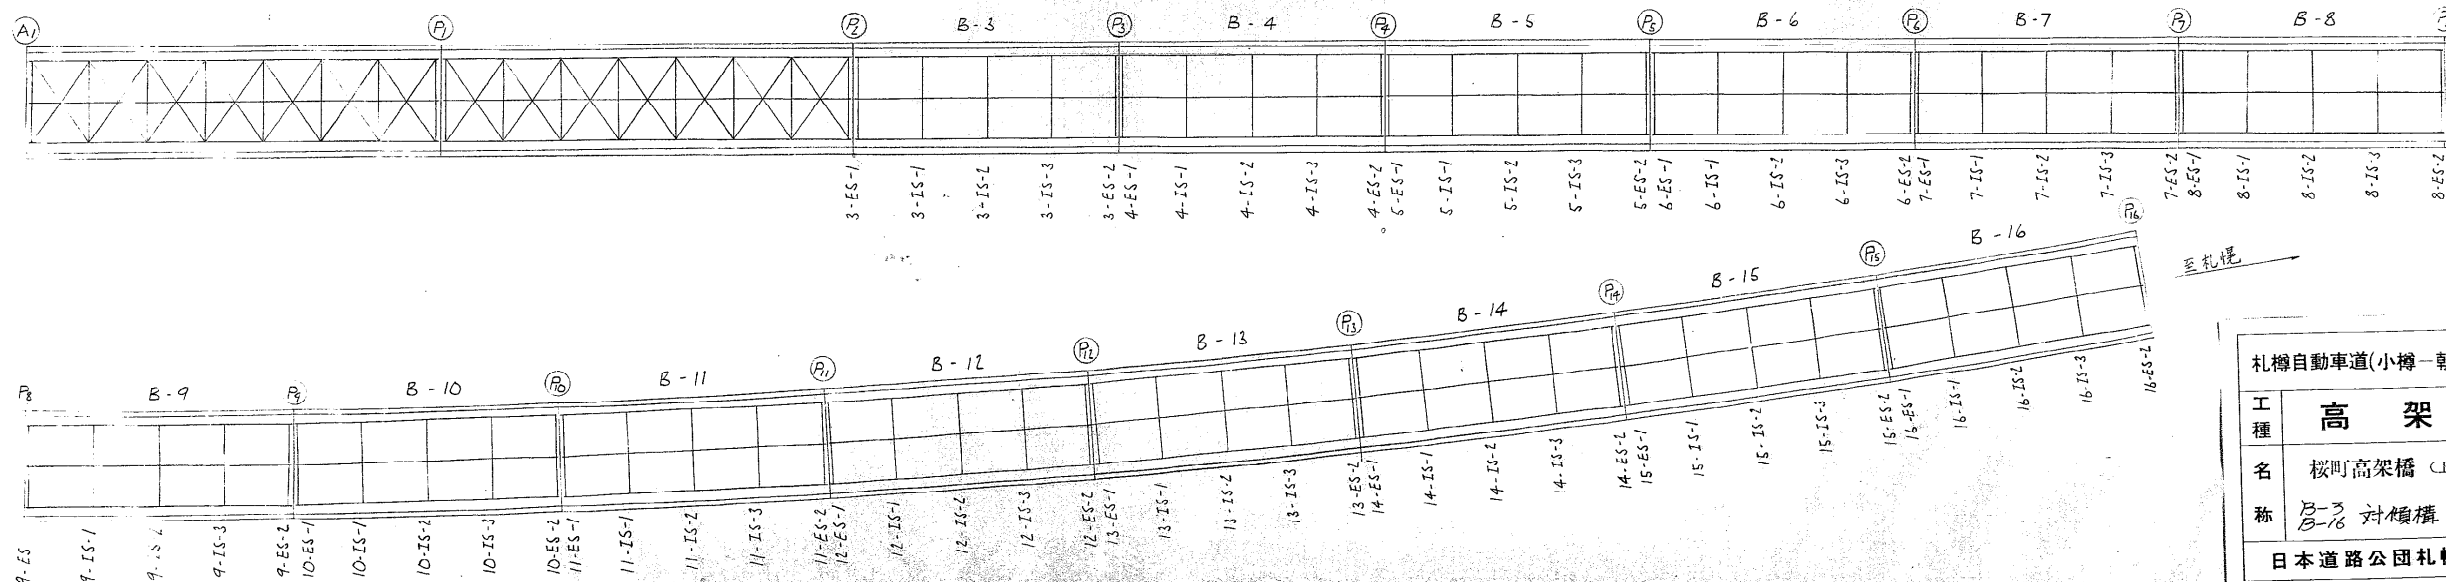 A1 P1 P2 B-3 P3 B-4 P4 B-5 P5 B-6 P6 B-7 P7 B-8
3-ES-1 3-IS-1 3-IS-2 3-IS-3 3-ES-2 4-ES-1 4-IS-1 4-IS-2 4-IS-3 4-ES-2 5-ES-1 5-IS-1 5-IS-2 5-IS-3 5-ES-2 6-ES-1 6-IS-1 6-IS-2 6-IS-3 6-ES-2 7-ES-1 7-IS-1 7-IS-2 7-IS-3 7-ES-2 8-ES-1 8-IS-1 8-IS-2 8-IS-3 8-ES-2
P8 B-9 P9 B-10 P10 B-11 P11 B-12 P12 B-13 P13 B-14 P14 B-15 P15 B-16 P16
至札幌
9-ES 9-IS-1 9-IS-3 9-ES-2 10-ES-1 10-IS-1 10-IS-2 10-IS-3 10-ES-2 11-ES-1 11-IS-1 11-IS-2 11-IS-3 11-ES-2 12-ES-1 12-IS-1 12-IS-2 12-IS-3 12-ES-2 13-ES-1 13-IS-1 13-IS-2 13-IS-3 13-ES-2 14-ES-1 14-IS-1 14-IS-2 14-IS-3 14-ES-2 15-ES-1 15-IS-1 15-IS-2 15-IS-3 15-ES-2 16-ES-1 16-IS-1 16-IS-2 16-IS-3 16-ES-2
札樽自動車道(小樽一朝
工種 高架
名称 桜町高架橋 (上
B-3
B-16 対傾構
日本道路公団札幌